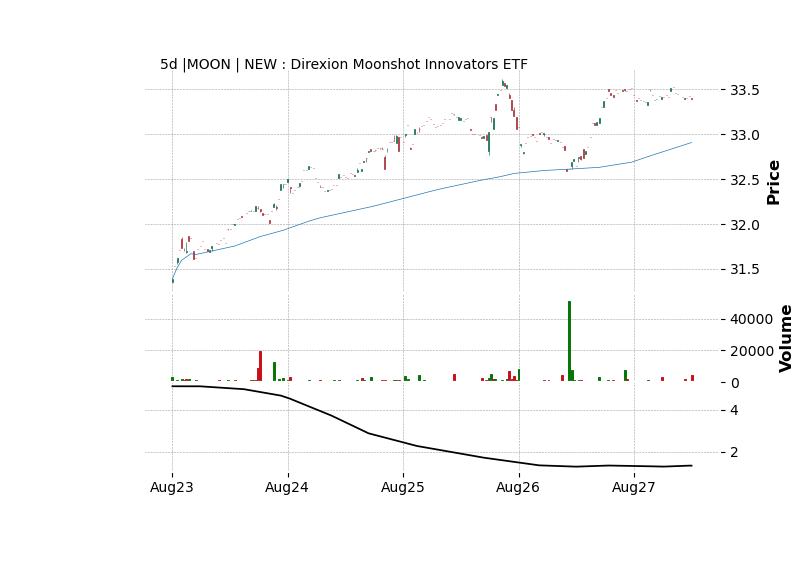 5d |MOON | NEW : Direxion Moonshot Innovators ETF
33.5
33.0
32.5
32.0
31.5
Price
40000
20000
0
Volume
4
2
Aug23 Aug24 Aug25 Aug26 Aug27